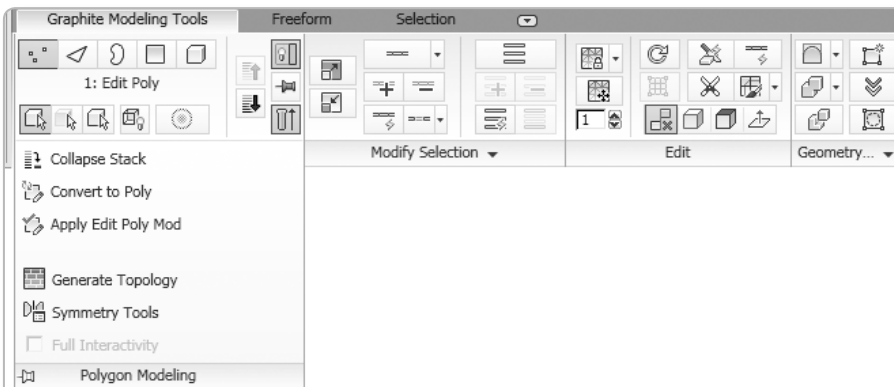 Graphite Modeling Tools Freeform Selection
1: Edit Poly
1
Modify Selection Edit Geometry...
Collapse Stack
Convert to Poly
Apply Edit Poly Mod
Generate Topology
Symmetry Tools
Full Interactivity
Polygon Modeling